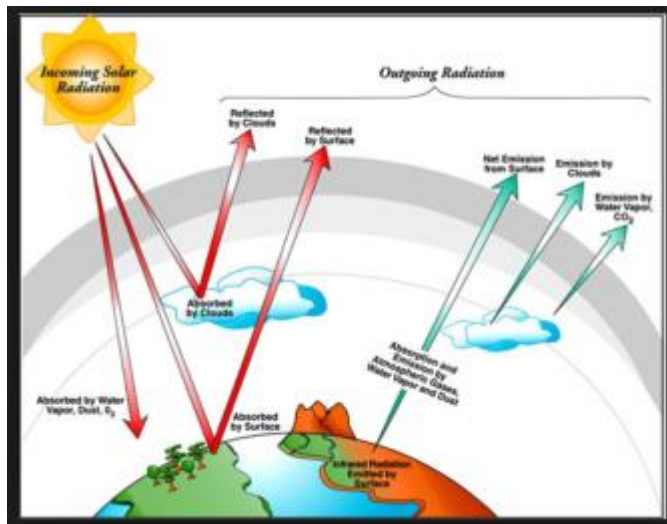 Incoming Solar
Radiation
Outgoing Radiation
Reflected
by Clouds
Reflected
by Surface
Net Emission
from Surface
Emission by
Clouds
Emission by
Water Vapor,
CO2
Absorbed
by Clouds
Absorbed by Water
Vapor, Dust, O3
Absorbed
by Surface
Absorption and
Emission by
Atmospheric Gases,
Water Vapor and Dust
Infrared Radiation
Emitted by
Surface